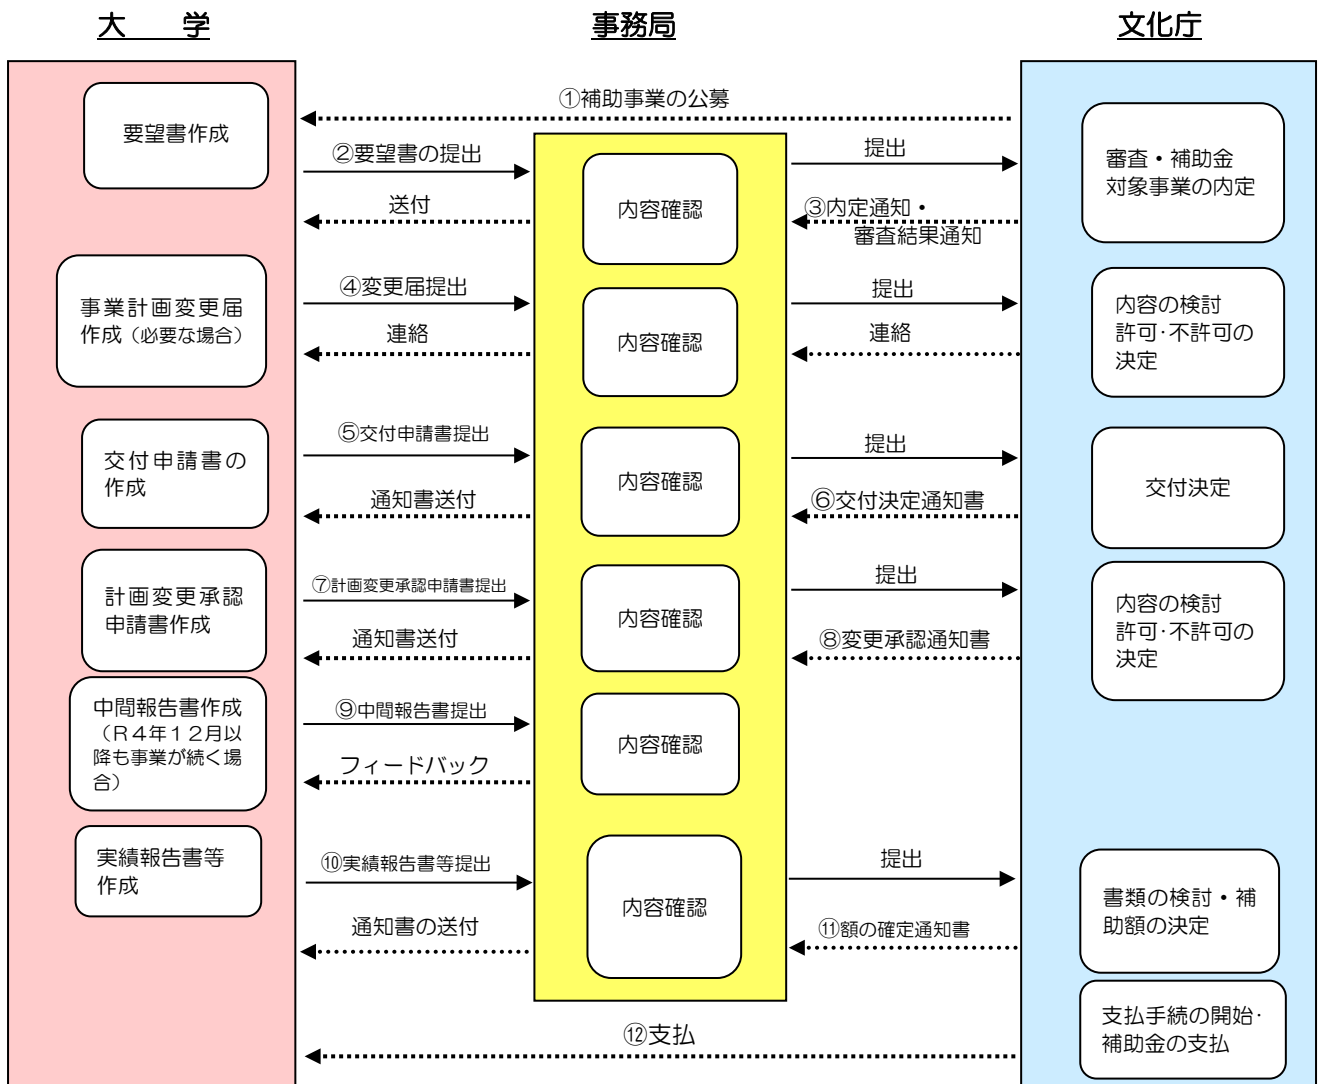 大　学
事務局
文化庁
①補助事業の公募
要望書作成
②要望書の提出
提出
審査・補助金
対象事業の内定
内容確認
送付
③内定通知・
審査結果通知
④変更届提出
提出
事業計画変更届
作成（必要な場合）
内容確認
内容の検討
許可･不許可の
決定
連絡
連絡
⑤交付申請書提出
提出
交付申請書の
作成
内容確認
交付決定
通知書送付
⑥交付決定通知書
⑦計画変更承認申請書提出
提出
計画変更承認
申請書作成
内容確認
内容の検討
許可･不許可の
決定
通知書送付
⑧変更承認通知書
中間報告書作成
（Ｒ４年１２月以
降も事業が続く場
合）
⑨中間報告書提出
内容確認
フィードバック
実績報告書等
作成
⑩実績報告書等提出
提出
内容確認
書類の検討・補
助額の決定
通知書の送付
⑪額の確定通知書
支払手続の開始･
補助金の支払
⑫支払